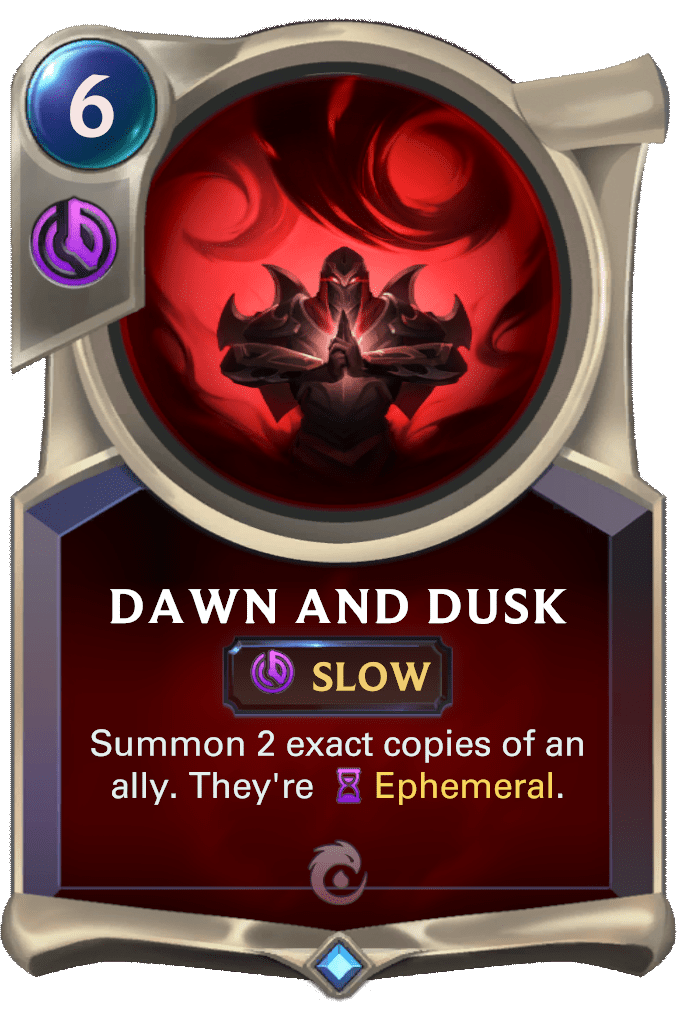 6
DAWN AND DUSK
SLOW
Summon 2 exact copies of an
ally. They're Ephemeral.